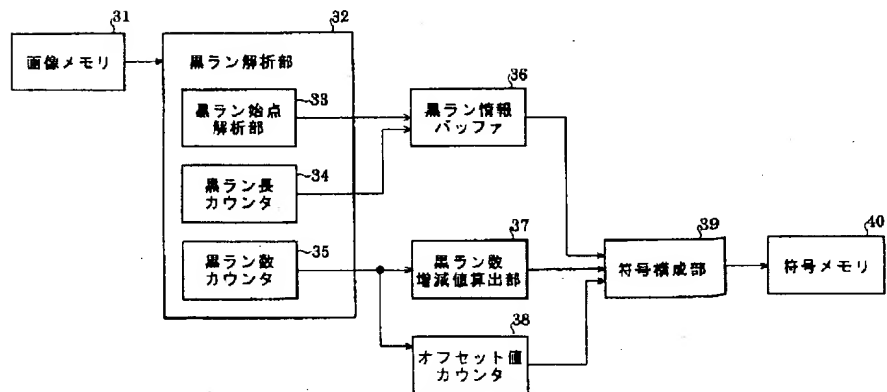 31
画像メモリ
32
黒ラン解析部
33
黒ラン始点
解析部
34
黒ラン長
カウンタ
35
黒ラン数
カウンタ
36
黒ラン情報
バッファ
37
黒ラン数
増減値算出部
38
オフセット値
カウンタ
39
符号構成部
40
符号メモリ